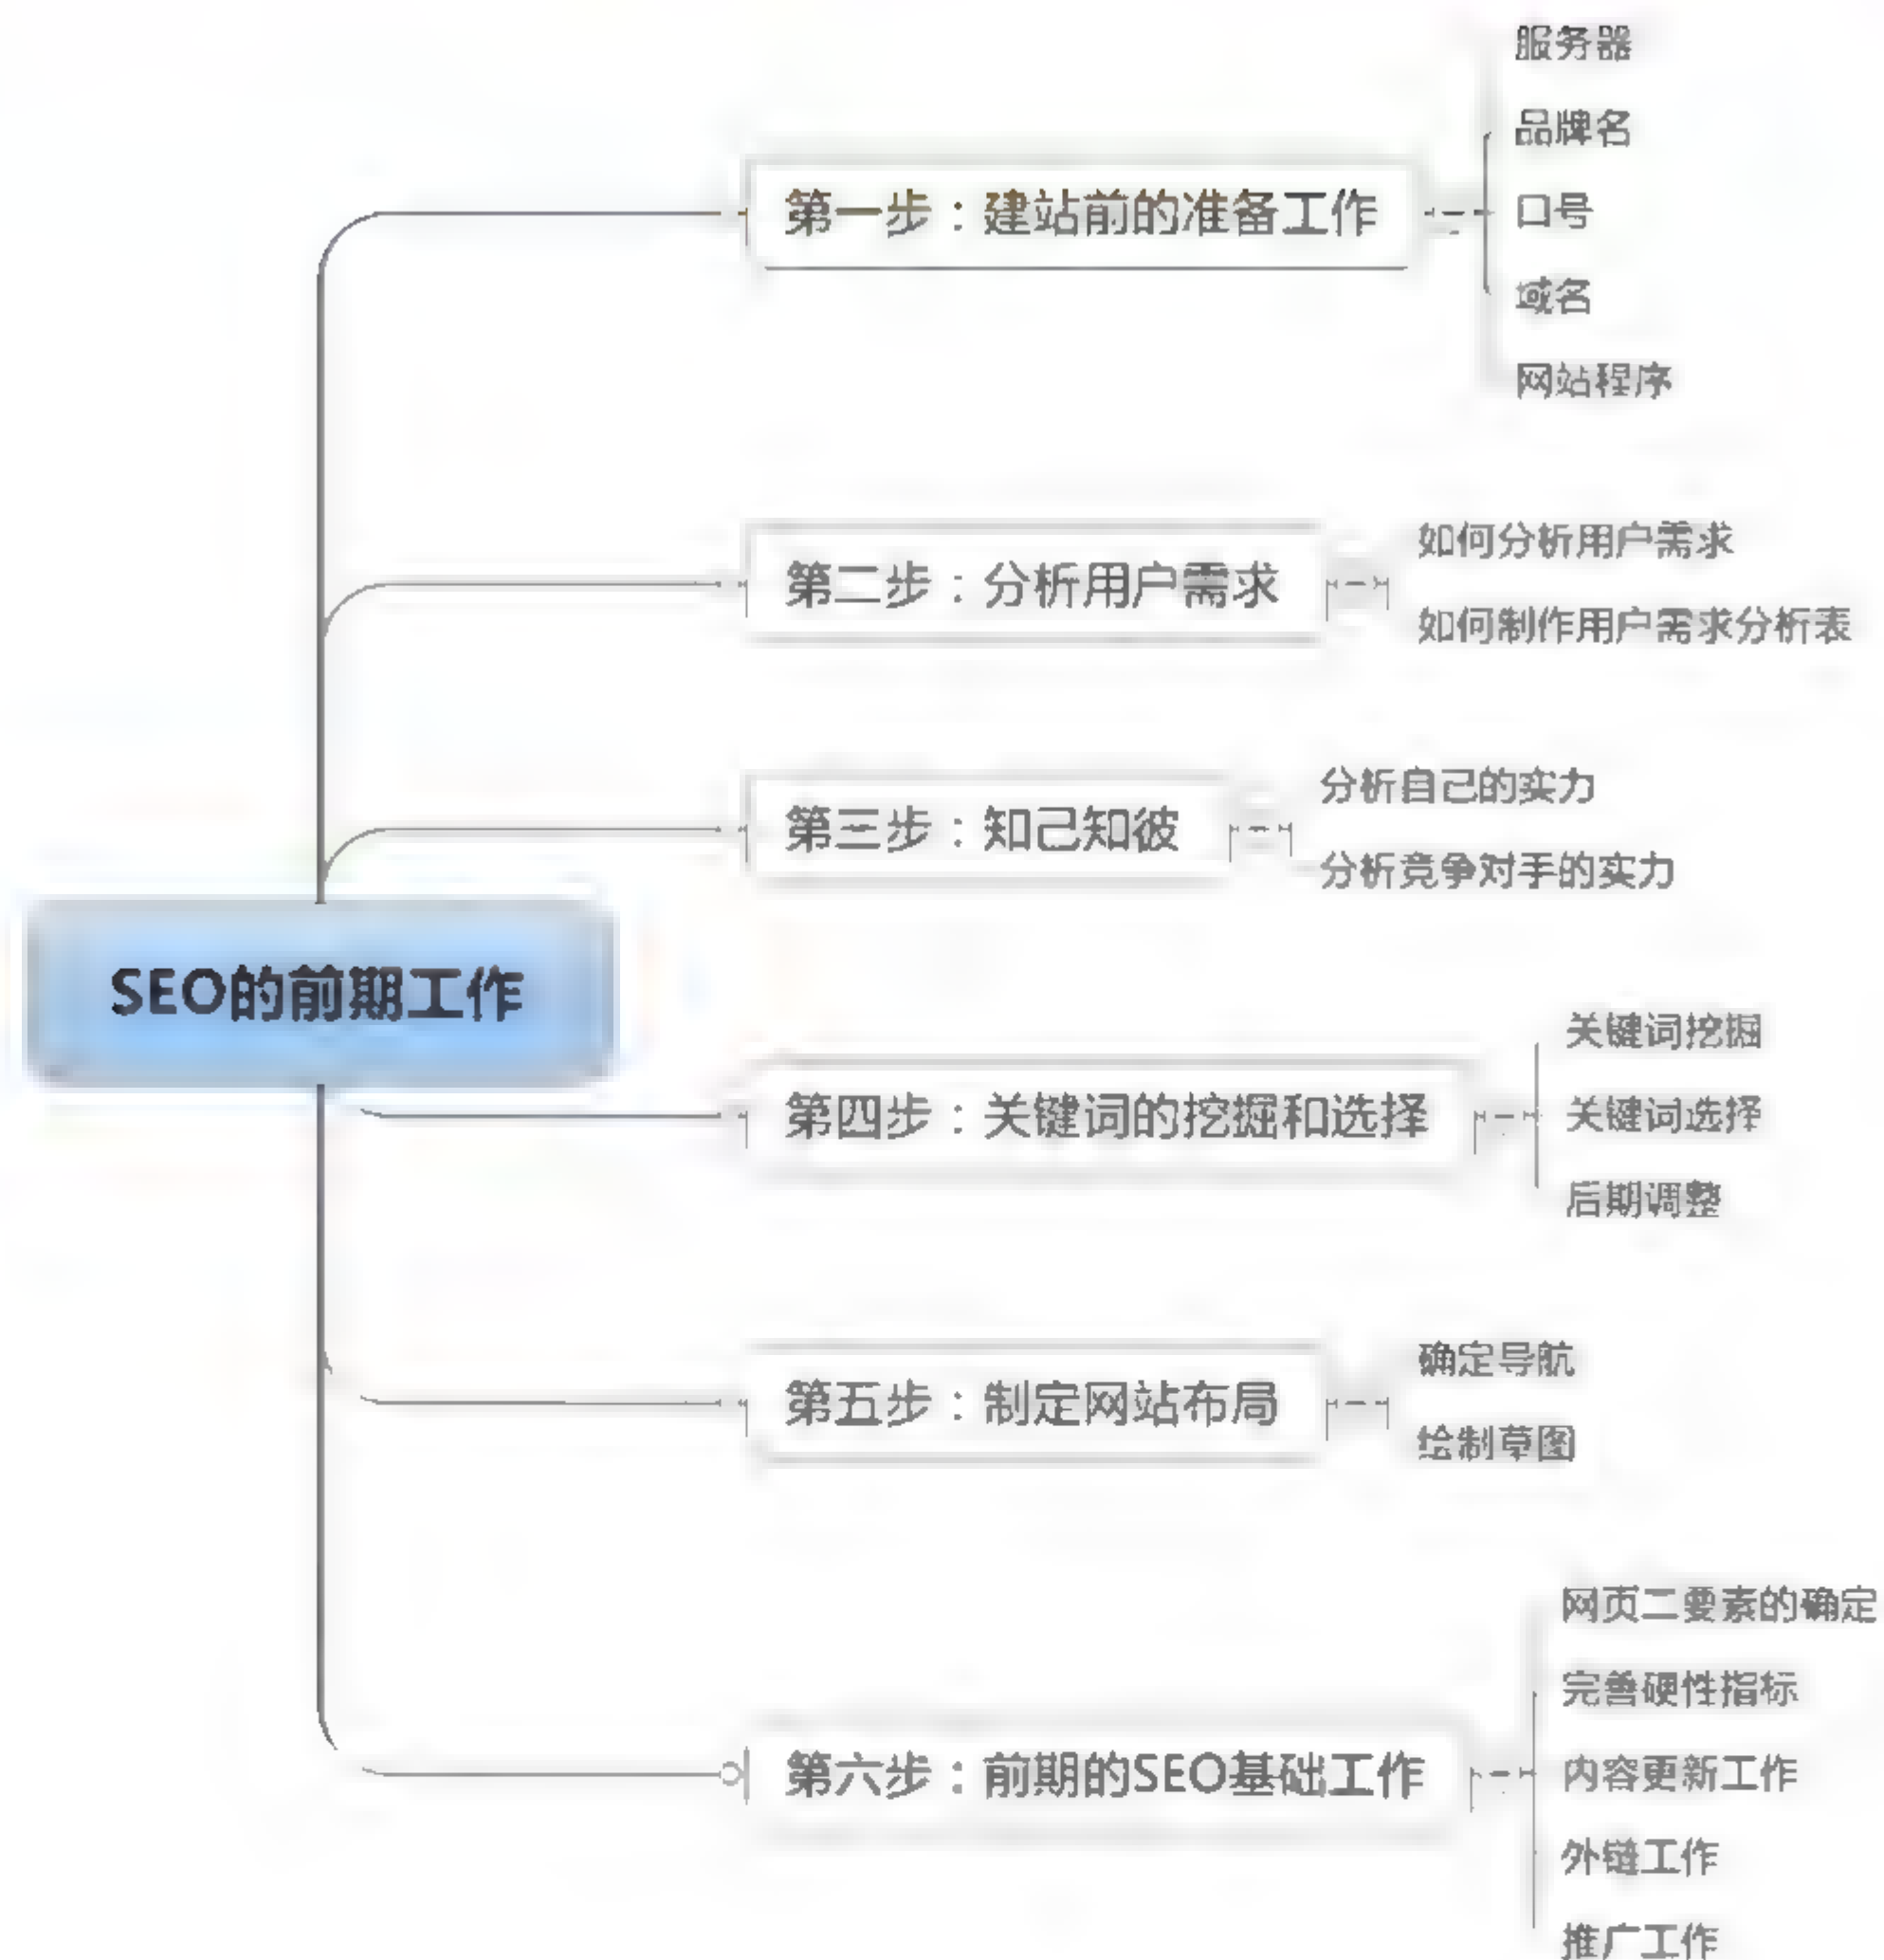 SEO的前期工作
第一步：建站前的准备工作
服务器
品牌名
口号
域名
网站程序
第二步：分析用户需求
如何分析用户需求
如何制作用户需求分析表
第三步：知己知彼
分析自己的实力
分析竞争对手的实力
第四步：关键词的挖掘和选择
关键词挖掘
关键词选择
后期调整
第五步：制定网站布局
确定导航
绘制草图
第六步：前期的SEO基础工作
网页二要素的确定
完善硬性指标
内容更新工作
外链工作
推广工作